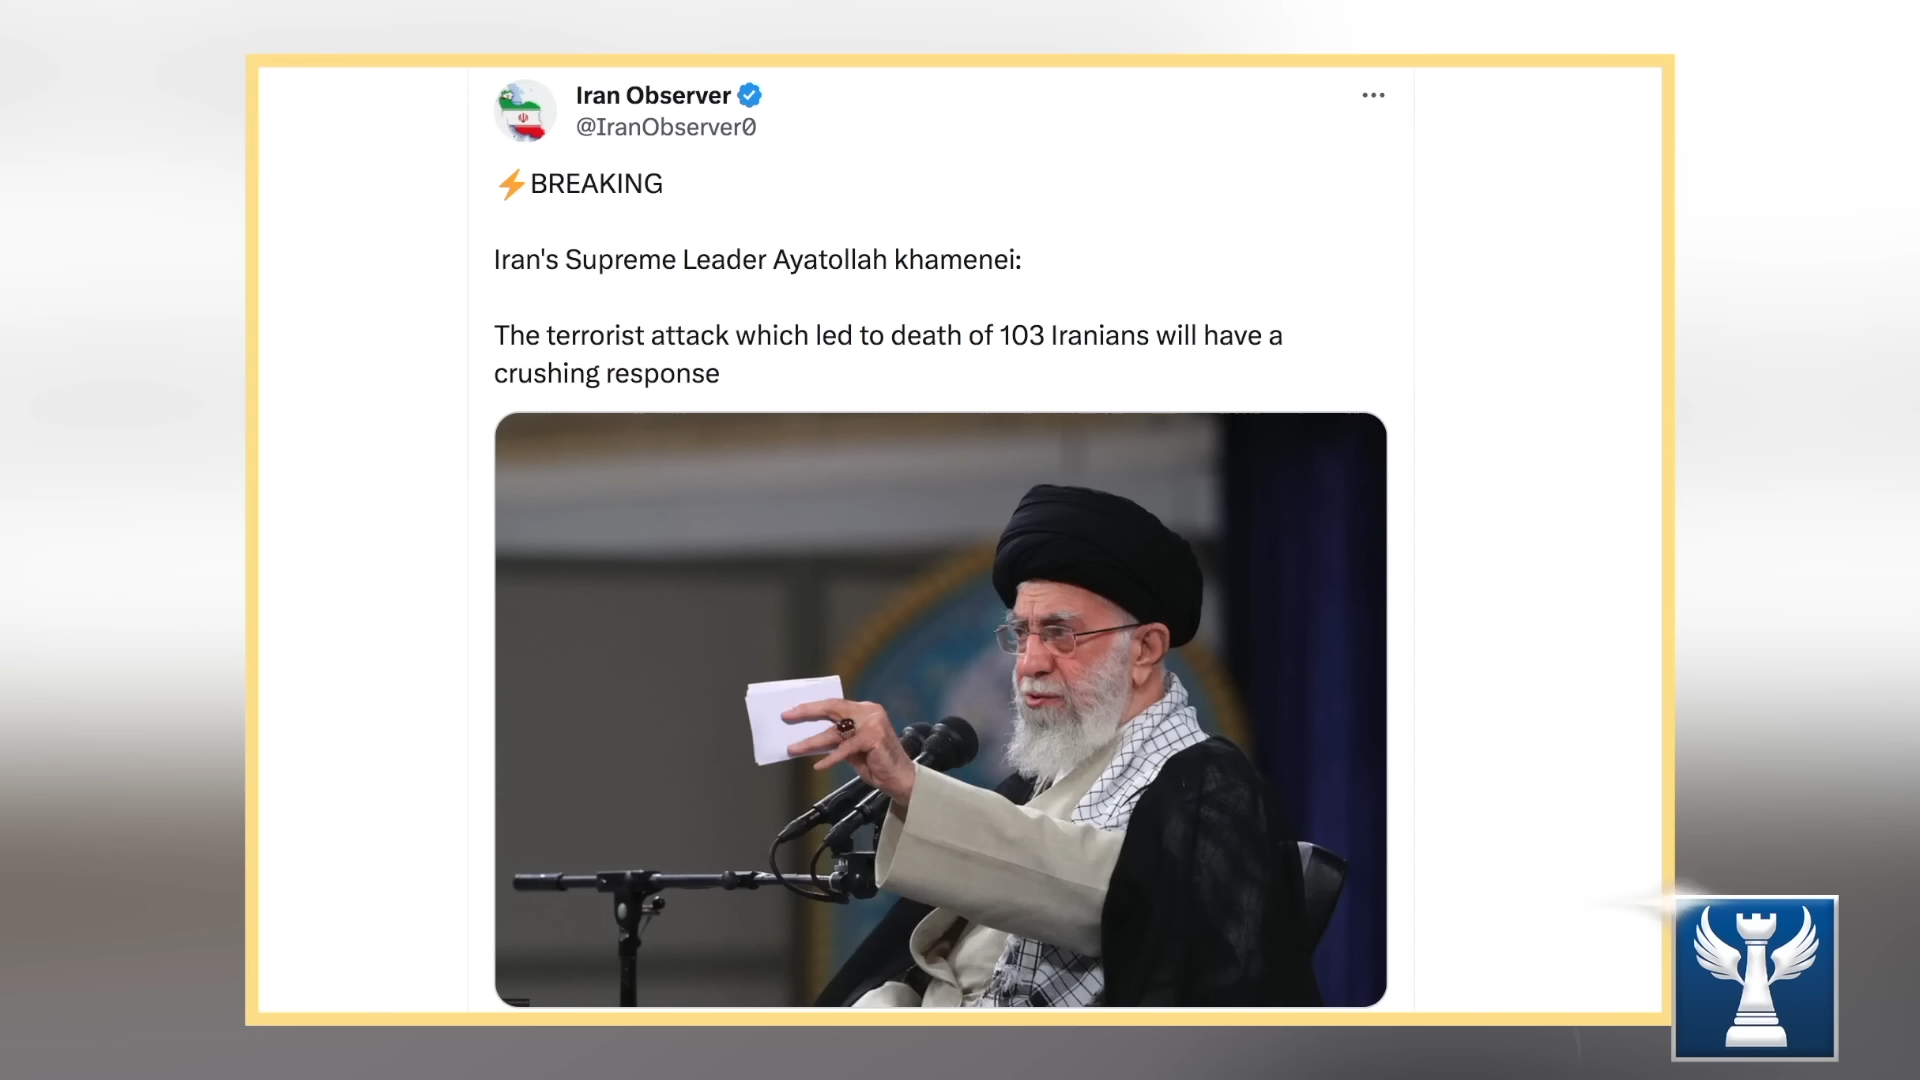 Iran Observer
@IranObserver0
⚡BREAKING
Iran's Supreme Leader Ayatollah khamenei:
The terrorist attack which led to death of 103 Iranians will have a
crushing response